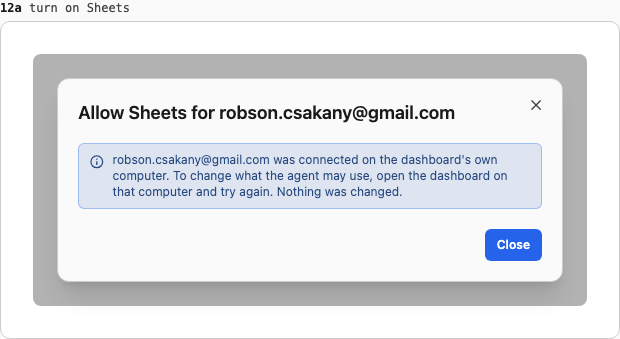 12a turn on Sheets
Allow Sheets for robson.csakany@gmail.com
robson.csakany@gmail.com was connected on the dashboard's own
computer. To change what the agent may use, open the dashboard on
that computer and try again. Nothing was changed.
Close